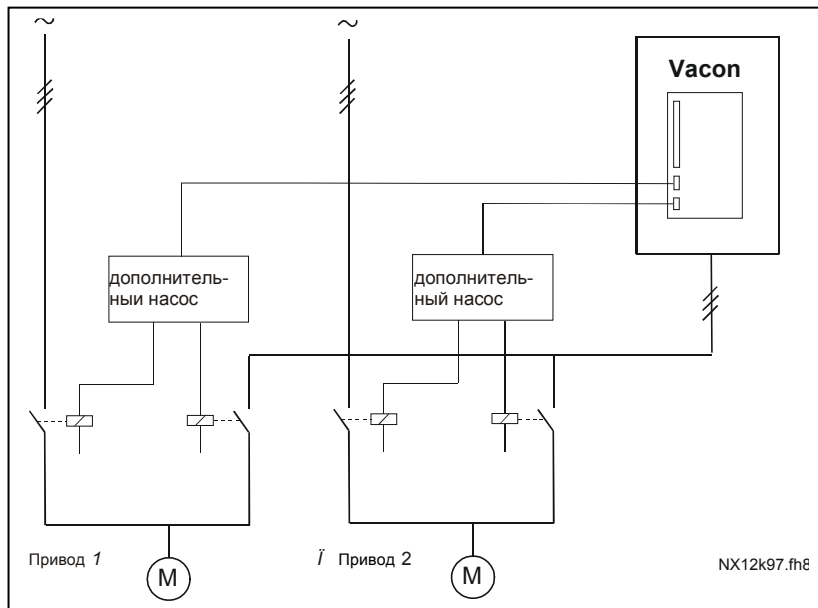 Vacon
дополнитель-
ныи насос
дополнитель-
ный насос
Привод 1
М
Ї Привод 2
М
NX12k97.fh8